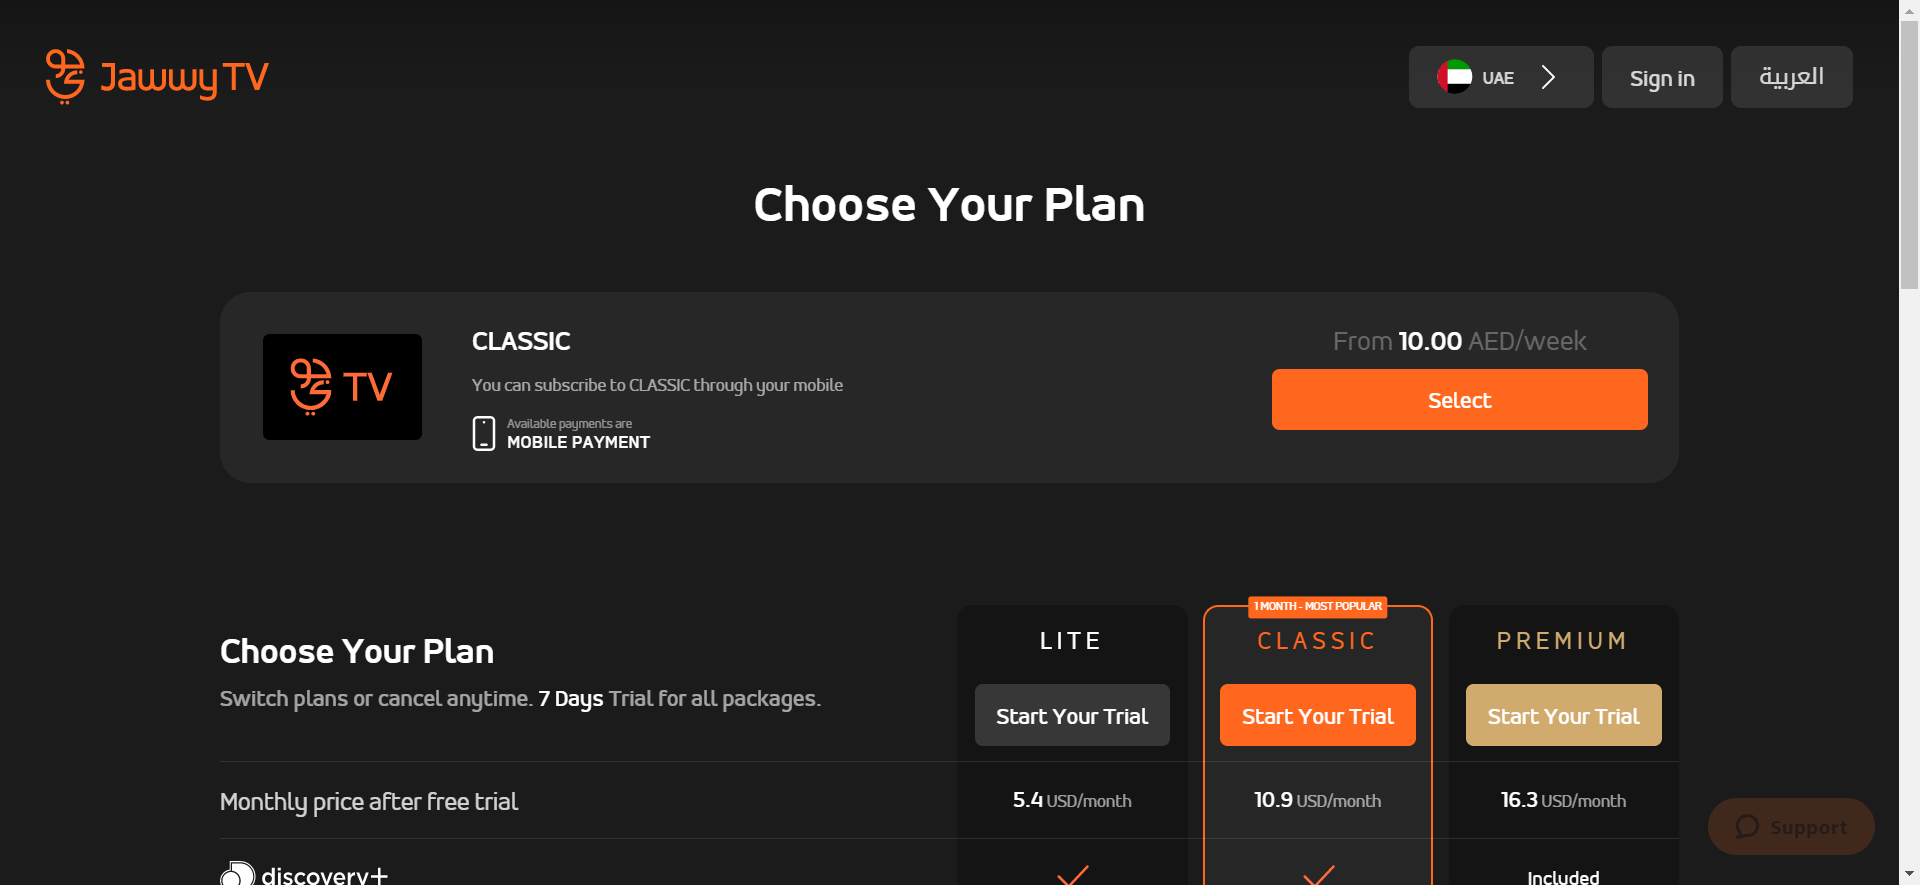 Jawwy TV
UAE
Sign in
العربية
Choose Your Plan
TV
CLASSIC
You can subscribe to CLASSIC through your mobile
Available payments are
MOBILE PAYMENT
From 10.00 AED/week
Select
Choose Your Plan
Switch plans or cancel anytime. 7 Days Trial for all packages.
LITE
Start Your Trial
1 MONTH - MOST POPULAR
CLASSIC
Start Your Trial
PREMIUM
Start Your Trial
Monthly price after free trial
5.4 USD/month
10.9 USD/month
16.3 USD/month
Support
discovery+
Included